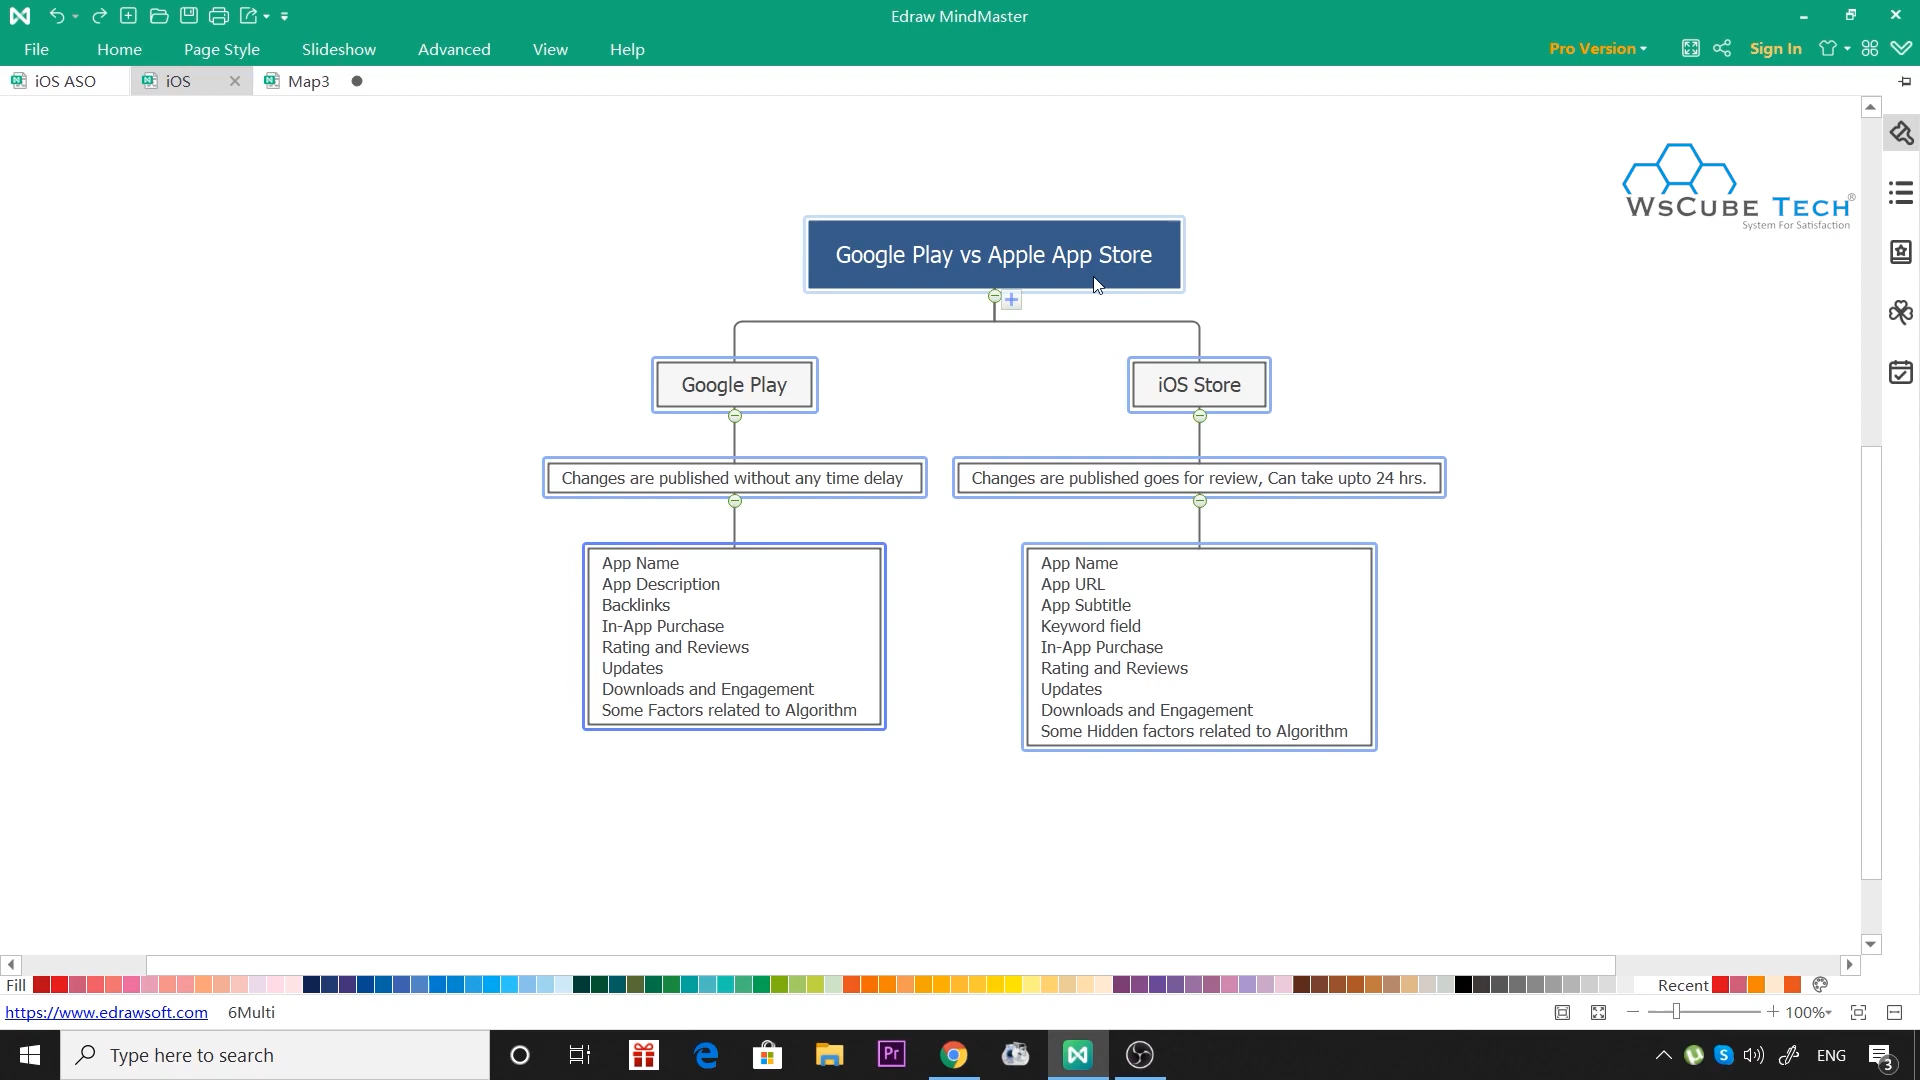 Edraw MindMaster
File Home Page Style Slideshow Advanced View Help
Pro Version Sign In
iOS ASO iOS Map3
WsCube Tech®
System For Satisfaction
Google Play vs Apple App Store
Google Play
iOS Store
Changes are published without any time delay
Changes are published goes for review, Can take upto 24 hrs.
App Name
App Description
Backlinks
In-App Purchase
Rating and Reviews
Updates
Downloads and Engagement
Some Factors related to Algorithm
App Name
App URL
App Subtitle
Keyword field
In-App Purchase
Rating and Reviews
Updates
Downloads and Engagement
Some Hidden factors related to Algorithm
Fill Recent
https://www.edrawsoft.com 6Multi 100%
Type here to search Pr S ENG 3